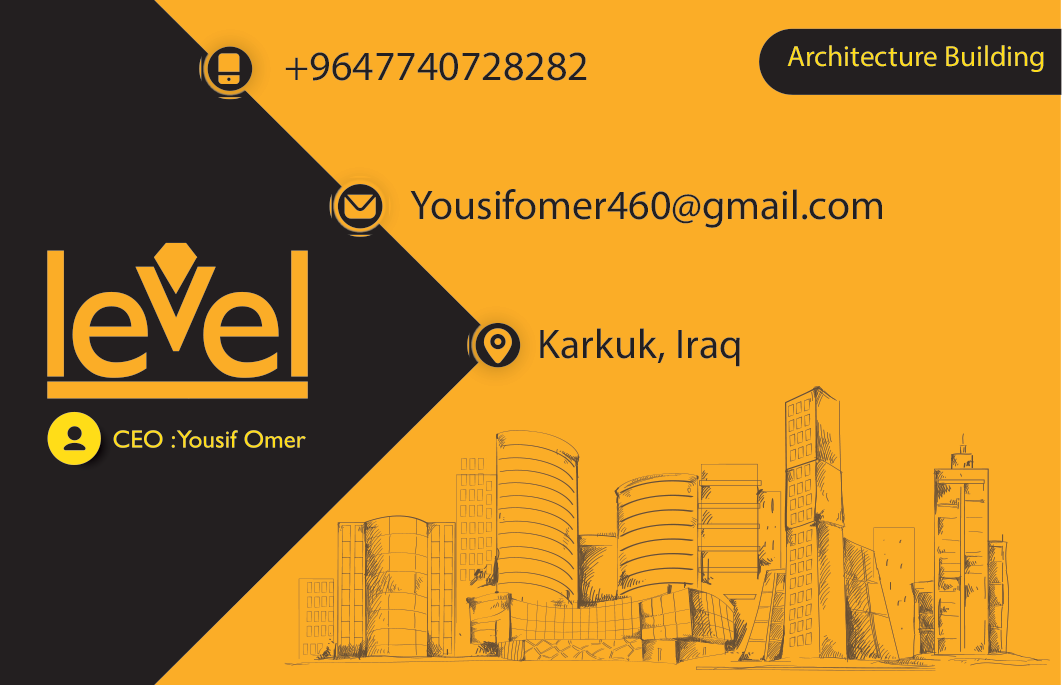 +9647740728282
Architecture Building
Yousifomer460@gmail.com
level
Karkuk, Iraq
CEO :Yousif Omer